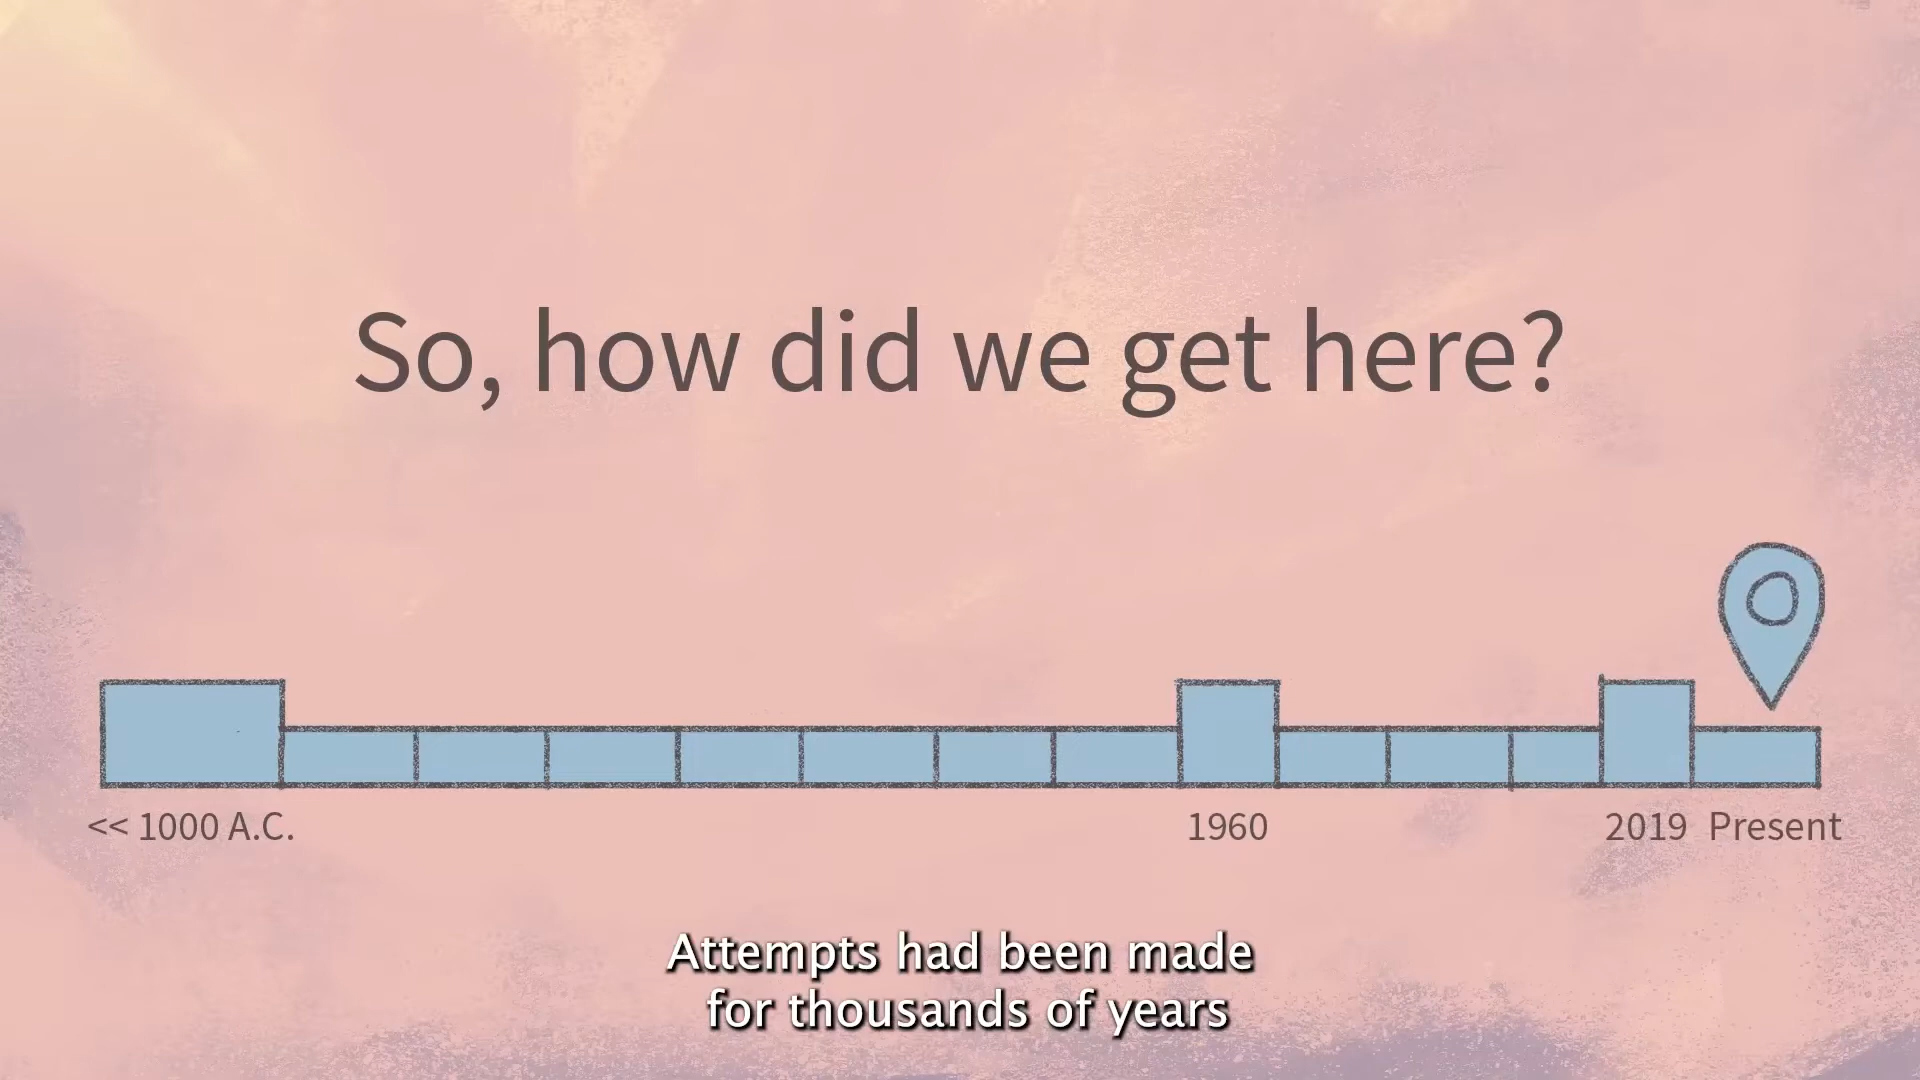 So, how did we get here?
<< 1000 A.C.
1960
2019
Present
Attempts had been made
for thousands of years